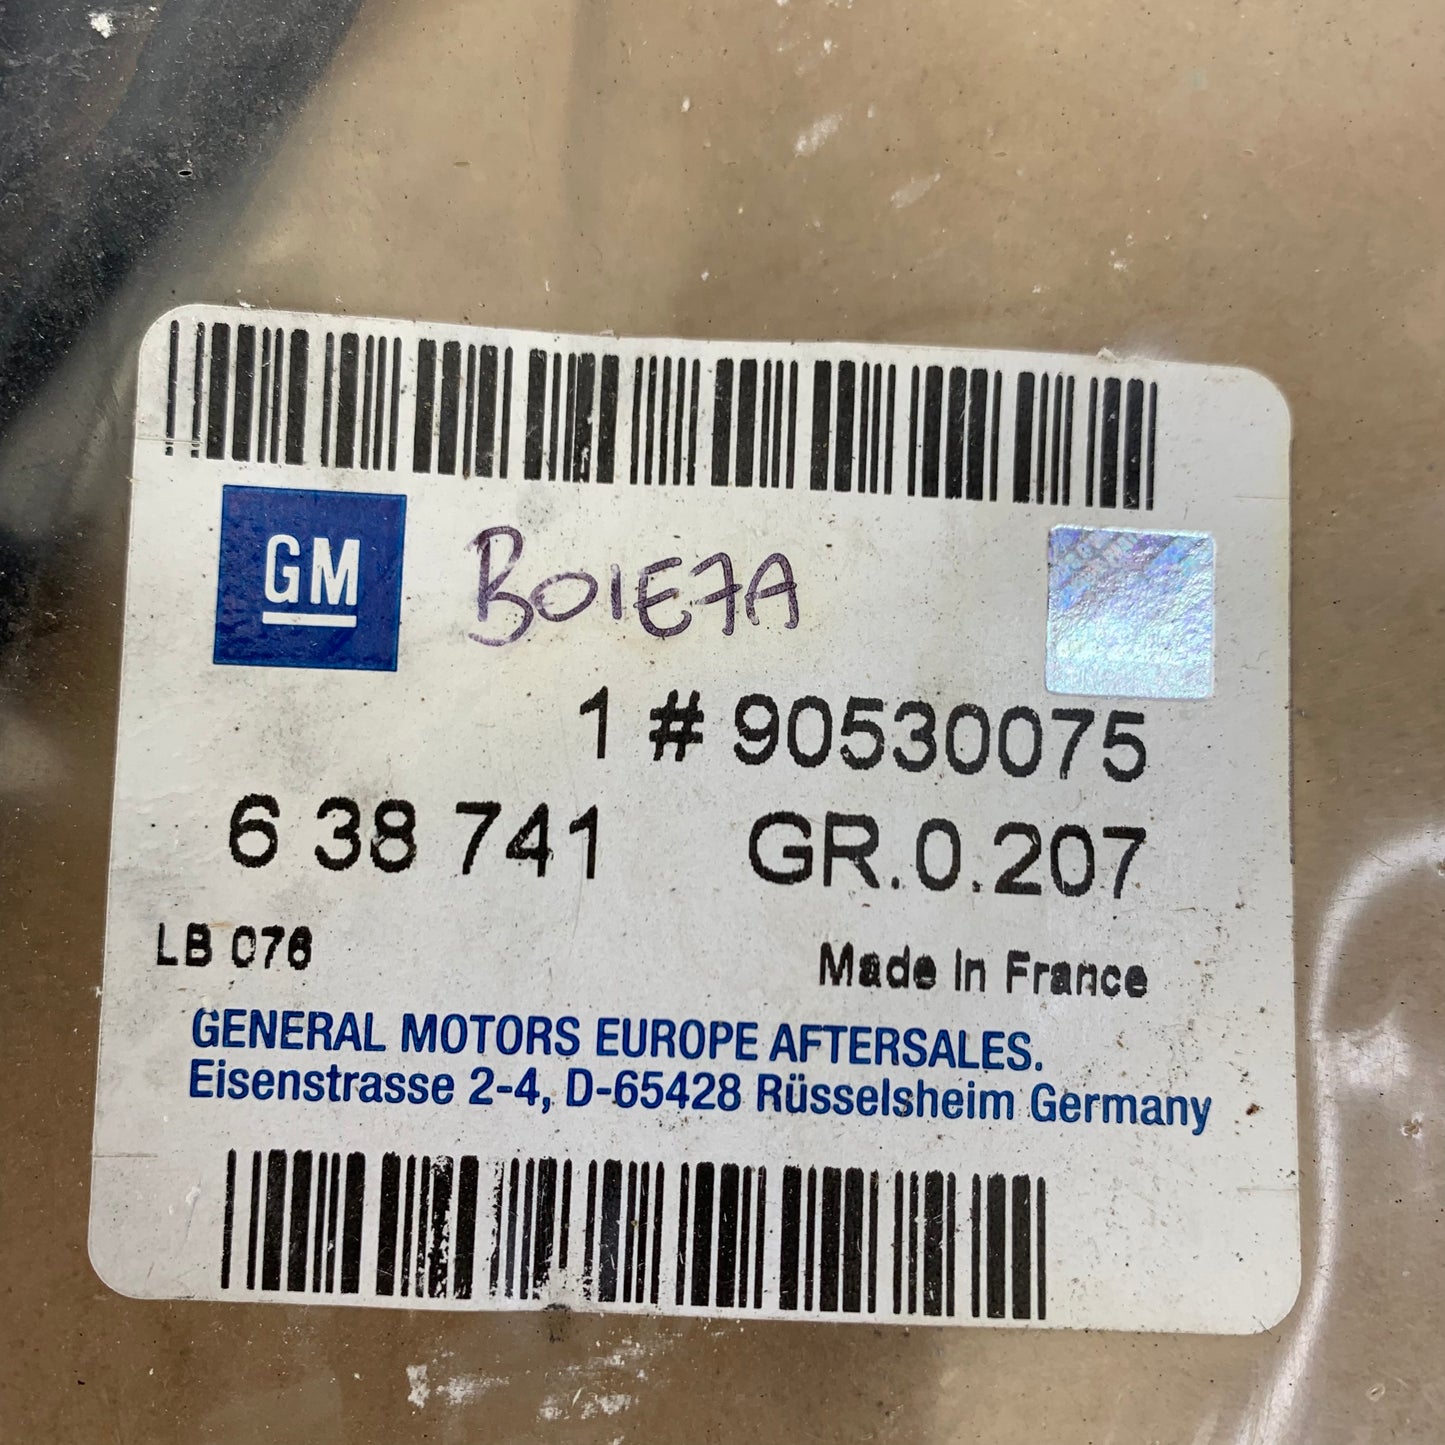 GM
B01E7A
1 # 90530075
6 38 741 GR.0.207
LB 076
Made In France
GENERAL MOTORS EUROPE AFTERSALES.
Eisenstrasse 2-4, D-65428 Rüsselsheim Germany